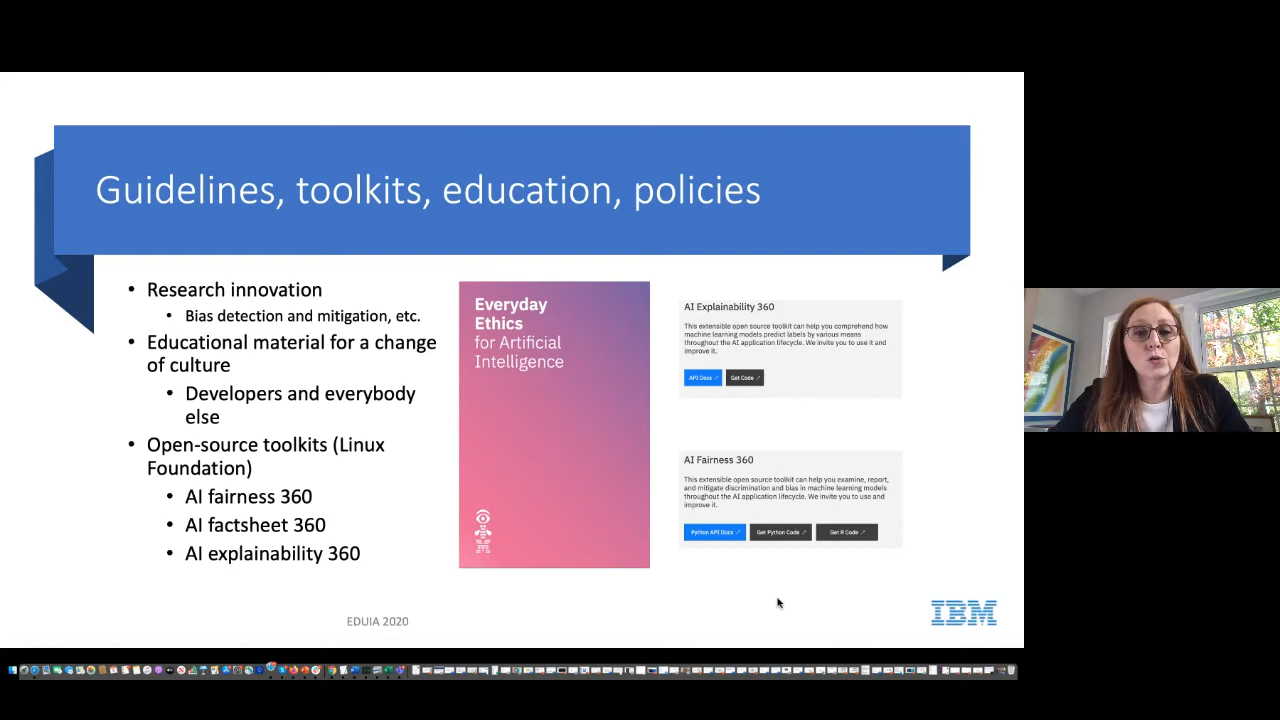 Guidelines, toolkits, education, policies
• Research innovation
• Bias detection and mitigation, etc.
• Educational material for a change
of culture
• Developers and everybody
else
• Open-source toolkits (Linux
Foundation)
• AI fairness 360
• AI factsheet 360
• AI explainability 360
Everyday
Ethics
for Artificial
Intelligence
AI Explainability 360
This extensible open source toolkit can help you comprehend how
machine learning models predict labels by various means
throughout the AI application lifecycle. We invite you to use it and
improve it.
API Docs
Get Code
AI Fairness 360
This extensible open source toolkit can help you examine, report,
and mitigate discrimination and bias in machine learning models
throughout the AI application lifecycle. We invite you to use and
improve it.
Python API Docs
Get Python Code
Get R Code
EDUIA 2020
IBM